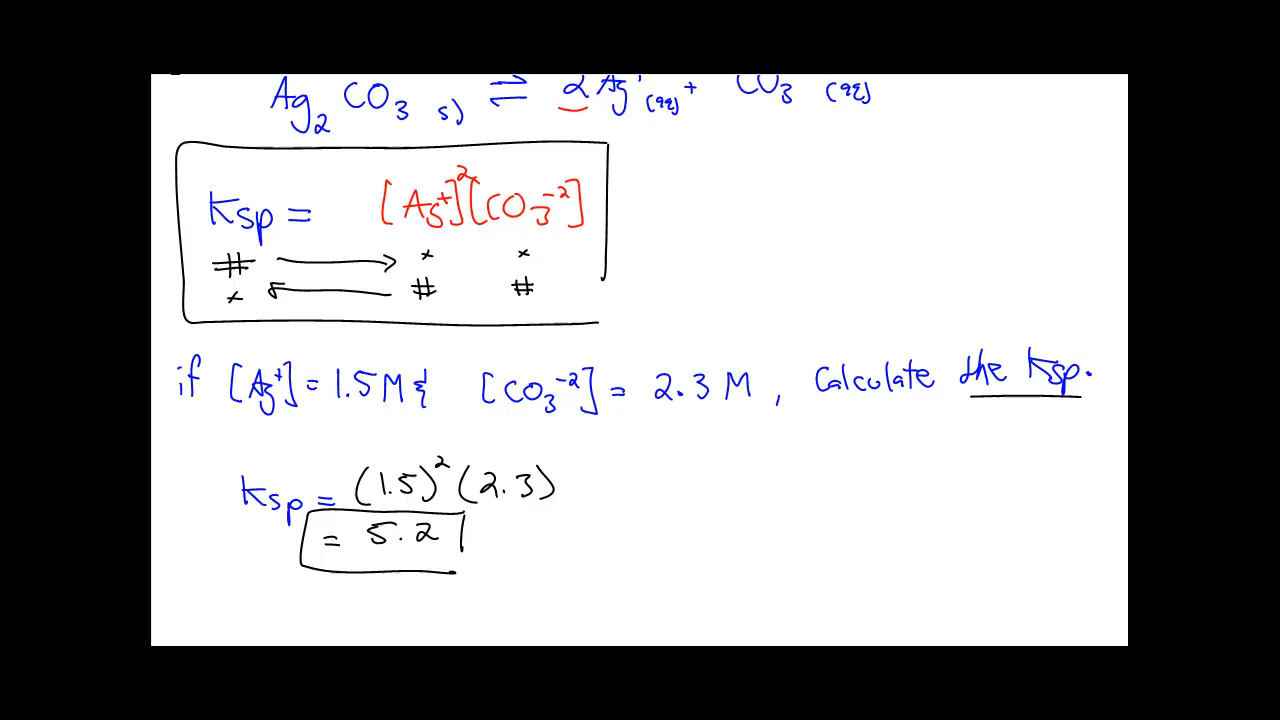 Ag₂CO₃ (s) ⇌ 2Ag⁺(aq) + CO₃ (aq)
Ksp = [Ag⁺]²[CO₃⁻²]
# → × ×
× ← # #
if [Ag⁺] = 1.5 M & [CO₃⁻²] = 2.3 M, Calculate the Ksp.
Ksp = (1.5)² (2.3)
= 5.2